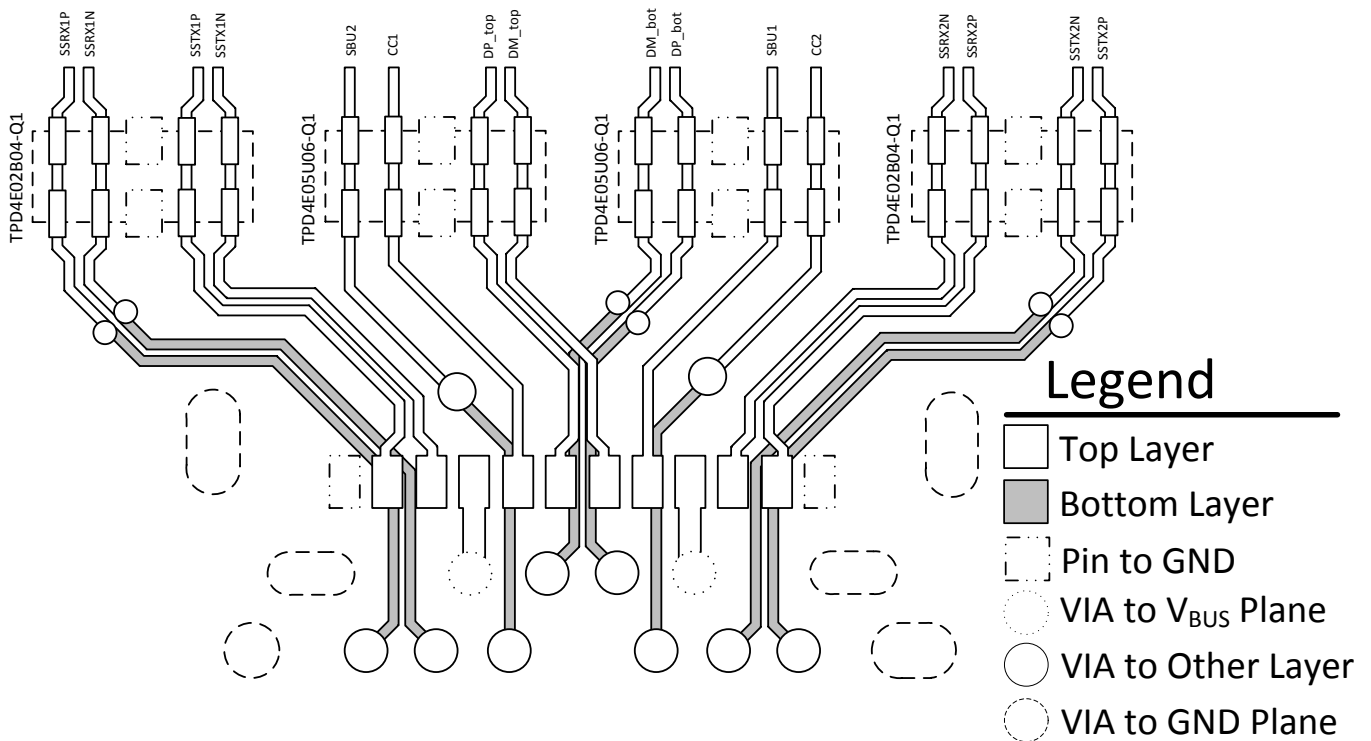 SSRX1P
SSRX1N
SSTX1P
SSTX1N
SBU2
CC1
DP_top
DM_top
DM_bot
DP_bot
SBU1
CC2
SSRX2N
SSRX2P
SSTX2N
SSTX2P
TPD4E02B04-Q1
TPD4E05U06-Q1
TPD4E05U06-Q1
TPD4E02B04-Q1
Legend
Top Layer
Bottom Layer
Pin to GND
VIA to VBUS Plane
VIA to Other Layer
VIA to GND Plane